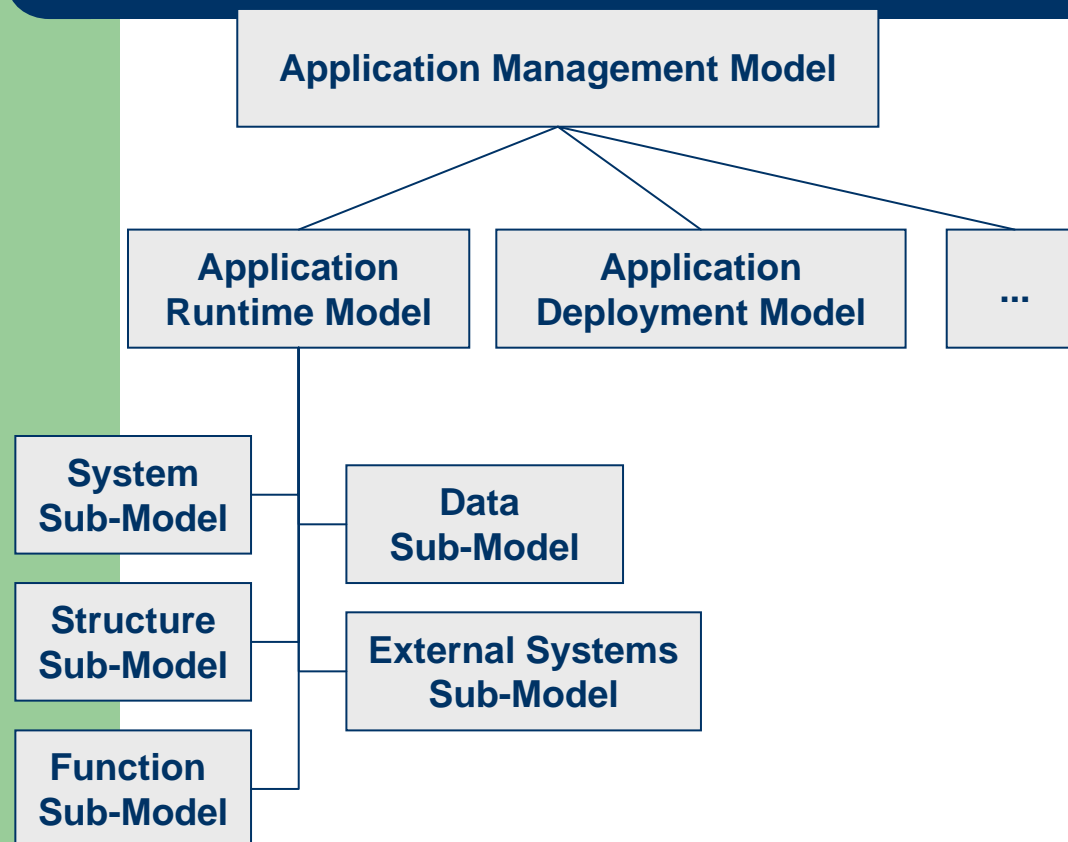 Application Management Model
Application
Runtime Model
Application
Deployment Model
...
System
Sub-Model
Data
Sub-Model
Structure
Sub-Model
External Systems
Sub-Model
Function
Sub-Model